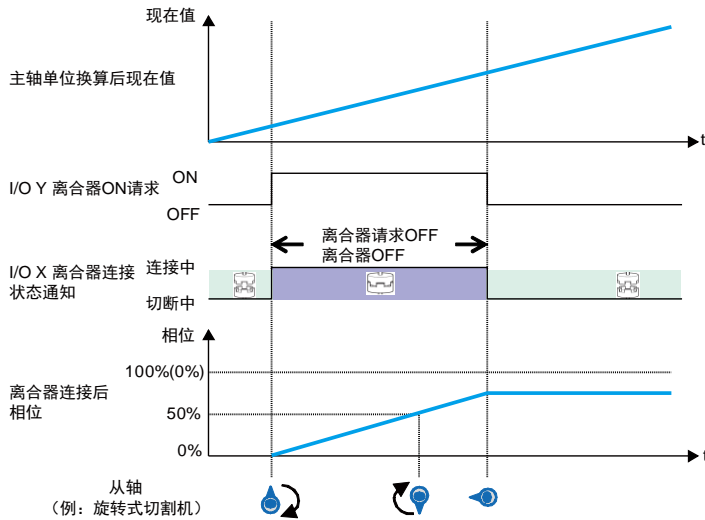 现在值
主轴单位换算后现在值
t
I/O Y 离合器ON请求
ON
OFF
离合器请求OFF
离合器OFF
I/O X 离合器连接
状态通知
连接中
切断中
相位
100%(0%)
离合器连接后
相位
50%
0%
t
从轴
（例：旋转式切割机）